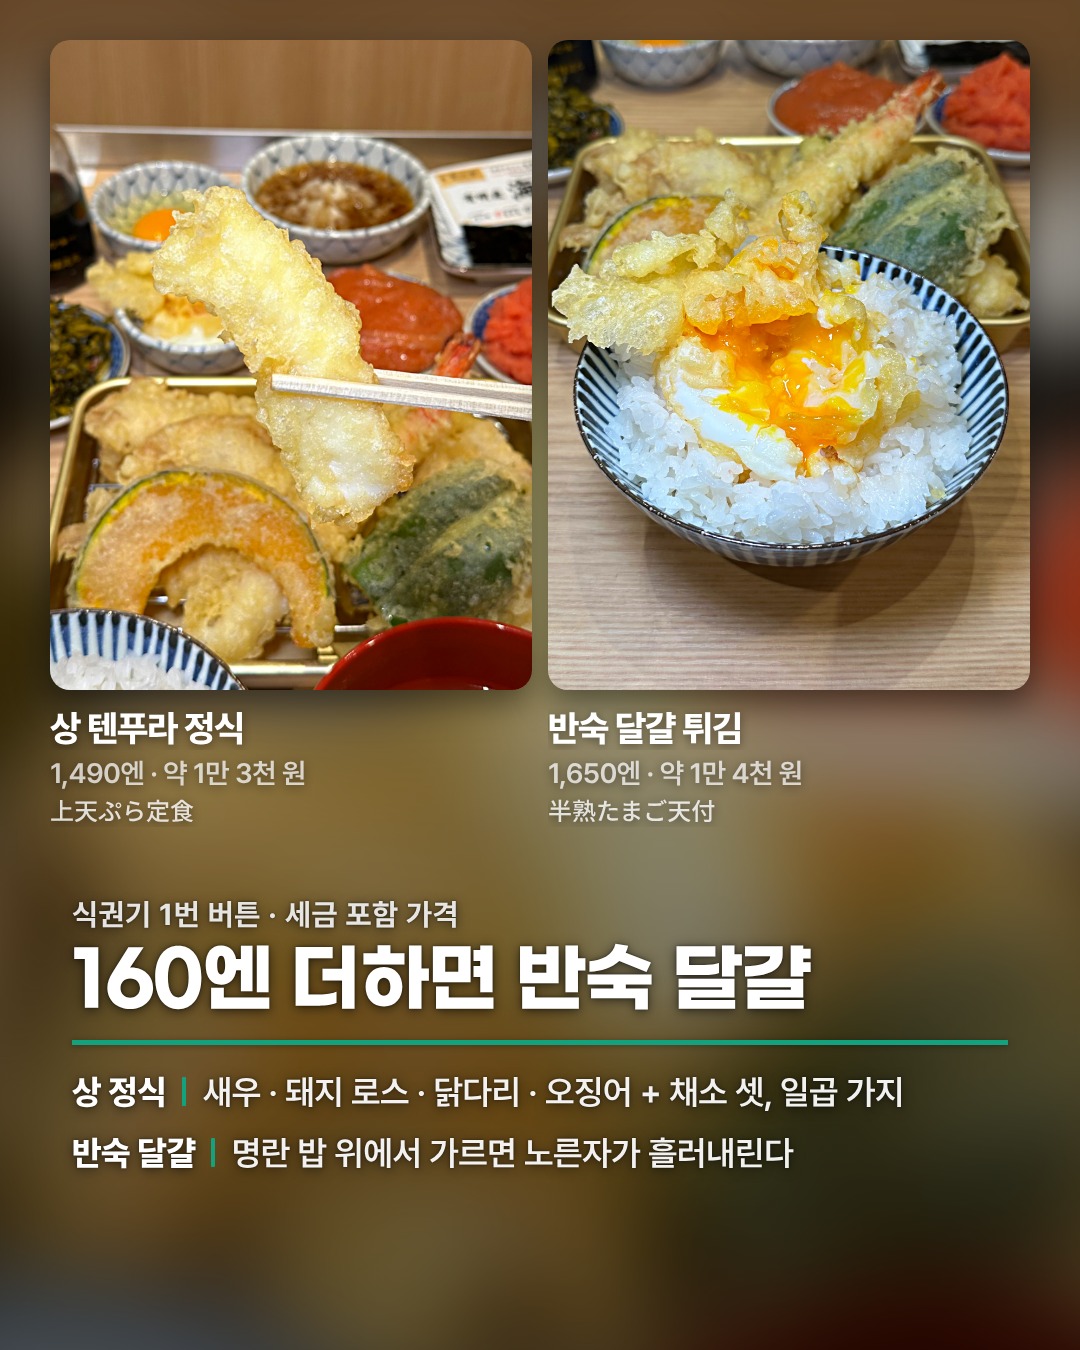 상 텐푸라 정식
1,490엔 · 약 1만 3천 원
上天ぷら定食
반숙 달걀 튀김
1,650엔 · 약 1만 4천 원
半熟たまご天付
식권기 1번 버튼 · 세금 포함 가격
160엔 더하면 반숙 달걀
상 정식 | 새우 · 돼지 로스 · 닭다리 · 오징어 + 채소 셋, 일곱 가지
반숙 달걀 | 명란 밥 위에서 가르면 노른자가 흘러내린다